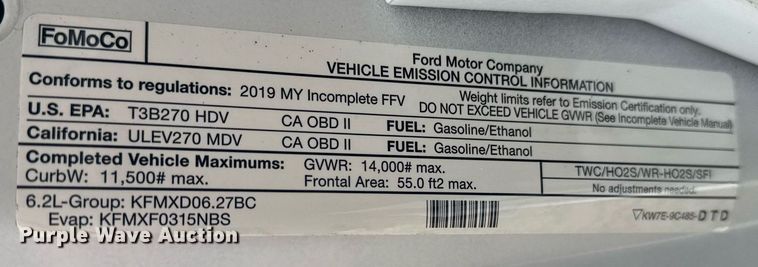 FoMoCo
Ford Motor Company
VEHICLE EMISSION CONTROL INFORMATION
Conforms to regulations: 2019 MY Incomplete FFV
Weight limits refer to Emission Certification only.
DO NOT EXCEED VEHICLE GVWR (See Incomplete Vehicle Manual)
U.S. EPA: T3B270 HDV CA OBD II FUEL: Gasoline/Ethanol
California: ULEV270 MDV CA OBD II FUEL: Gasoline/Ethanol
Completed Vehicle Maximums: GVWR: 14,000# max.
CurbW: 11,500# max. Frontal Area: 55.0 ft2 max.
TWC/HO2S/WR-HO2S/SFI
No adjustments needed.
6.2L-Group: KFMXD06.27BC
Evap: KFMXF0315NBS
KW7E-9C485-DTD
Purple Wave Auction